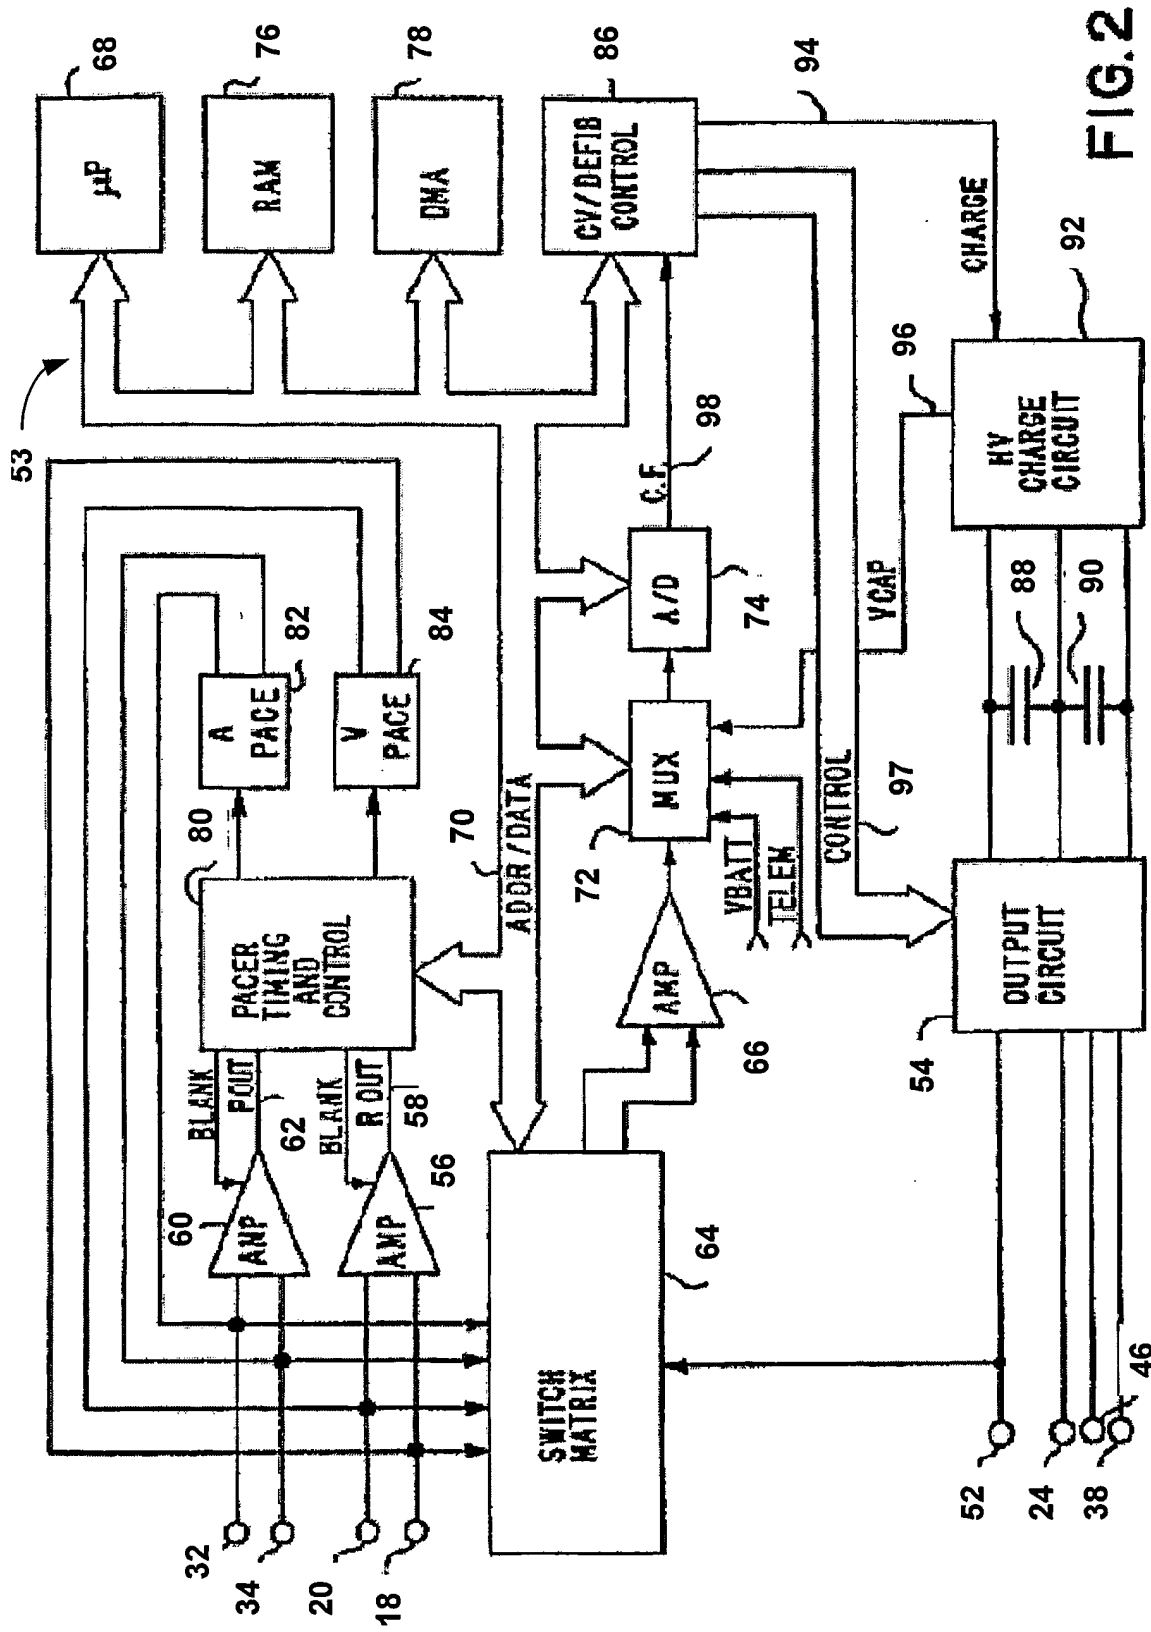 53
68
µP
76
RAM
78
DMA
86
CV/DEFIB
CONTROL
94
CHARGE
82
A
PACE
84
V
PACE
80
PACER
TIMING
AND
CONTROL
70
ADDR/DATA
C.F.
98
A/D
74
MUX
72
VCAP
96
HV
CHARGE
CIRCUIT
92
88
90
CONTROL
97
VBATT
TELEM
AMP
66
OUTPUT
CIRCUIT
54
BLANK
POUT
62
BLANK
R OUT
58
60
AMP
56
AMP
64
SWITCH
MATRIX
32
34
20
18
52
24
38
46
FIG.2